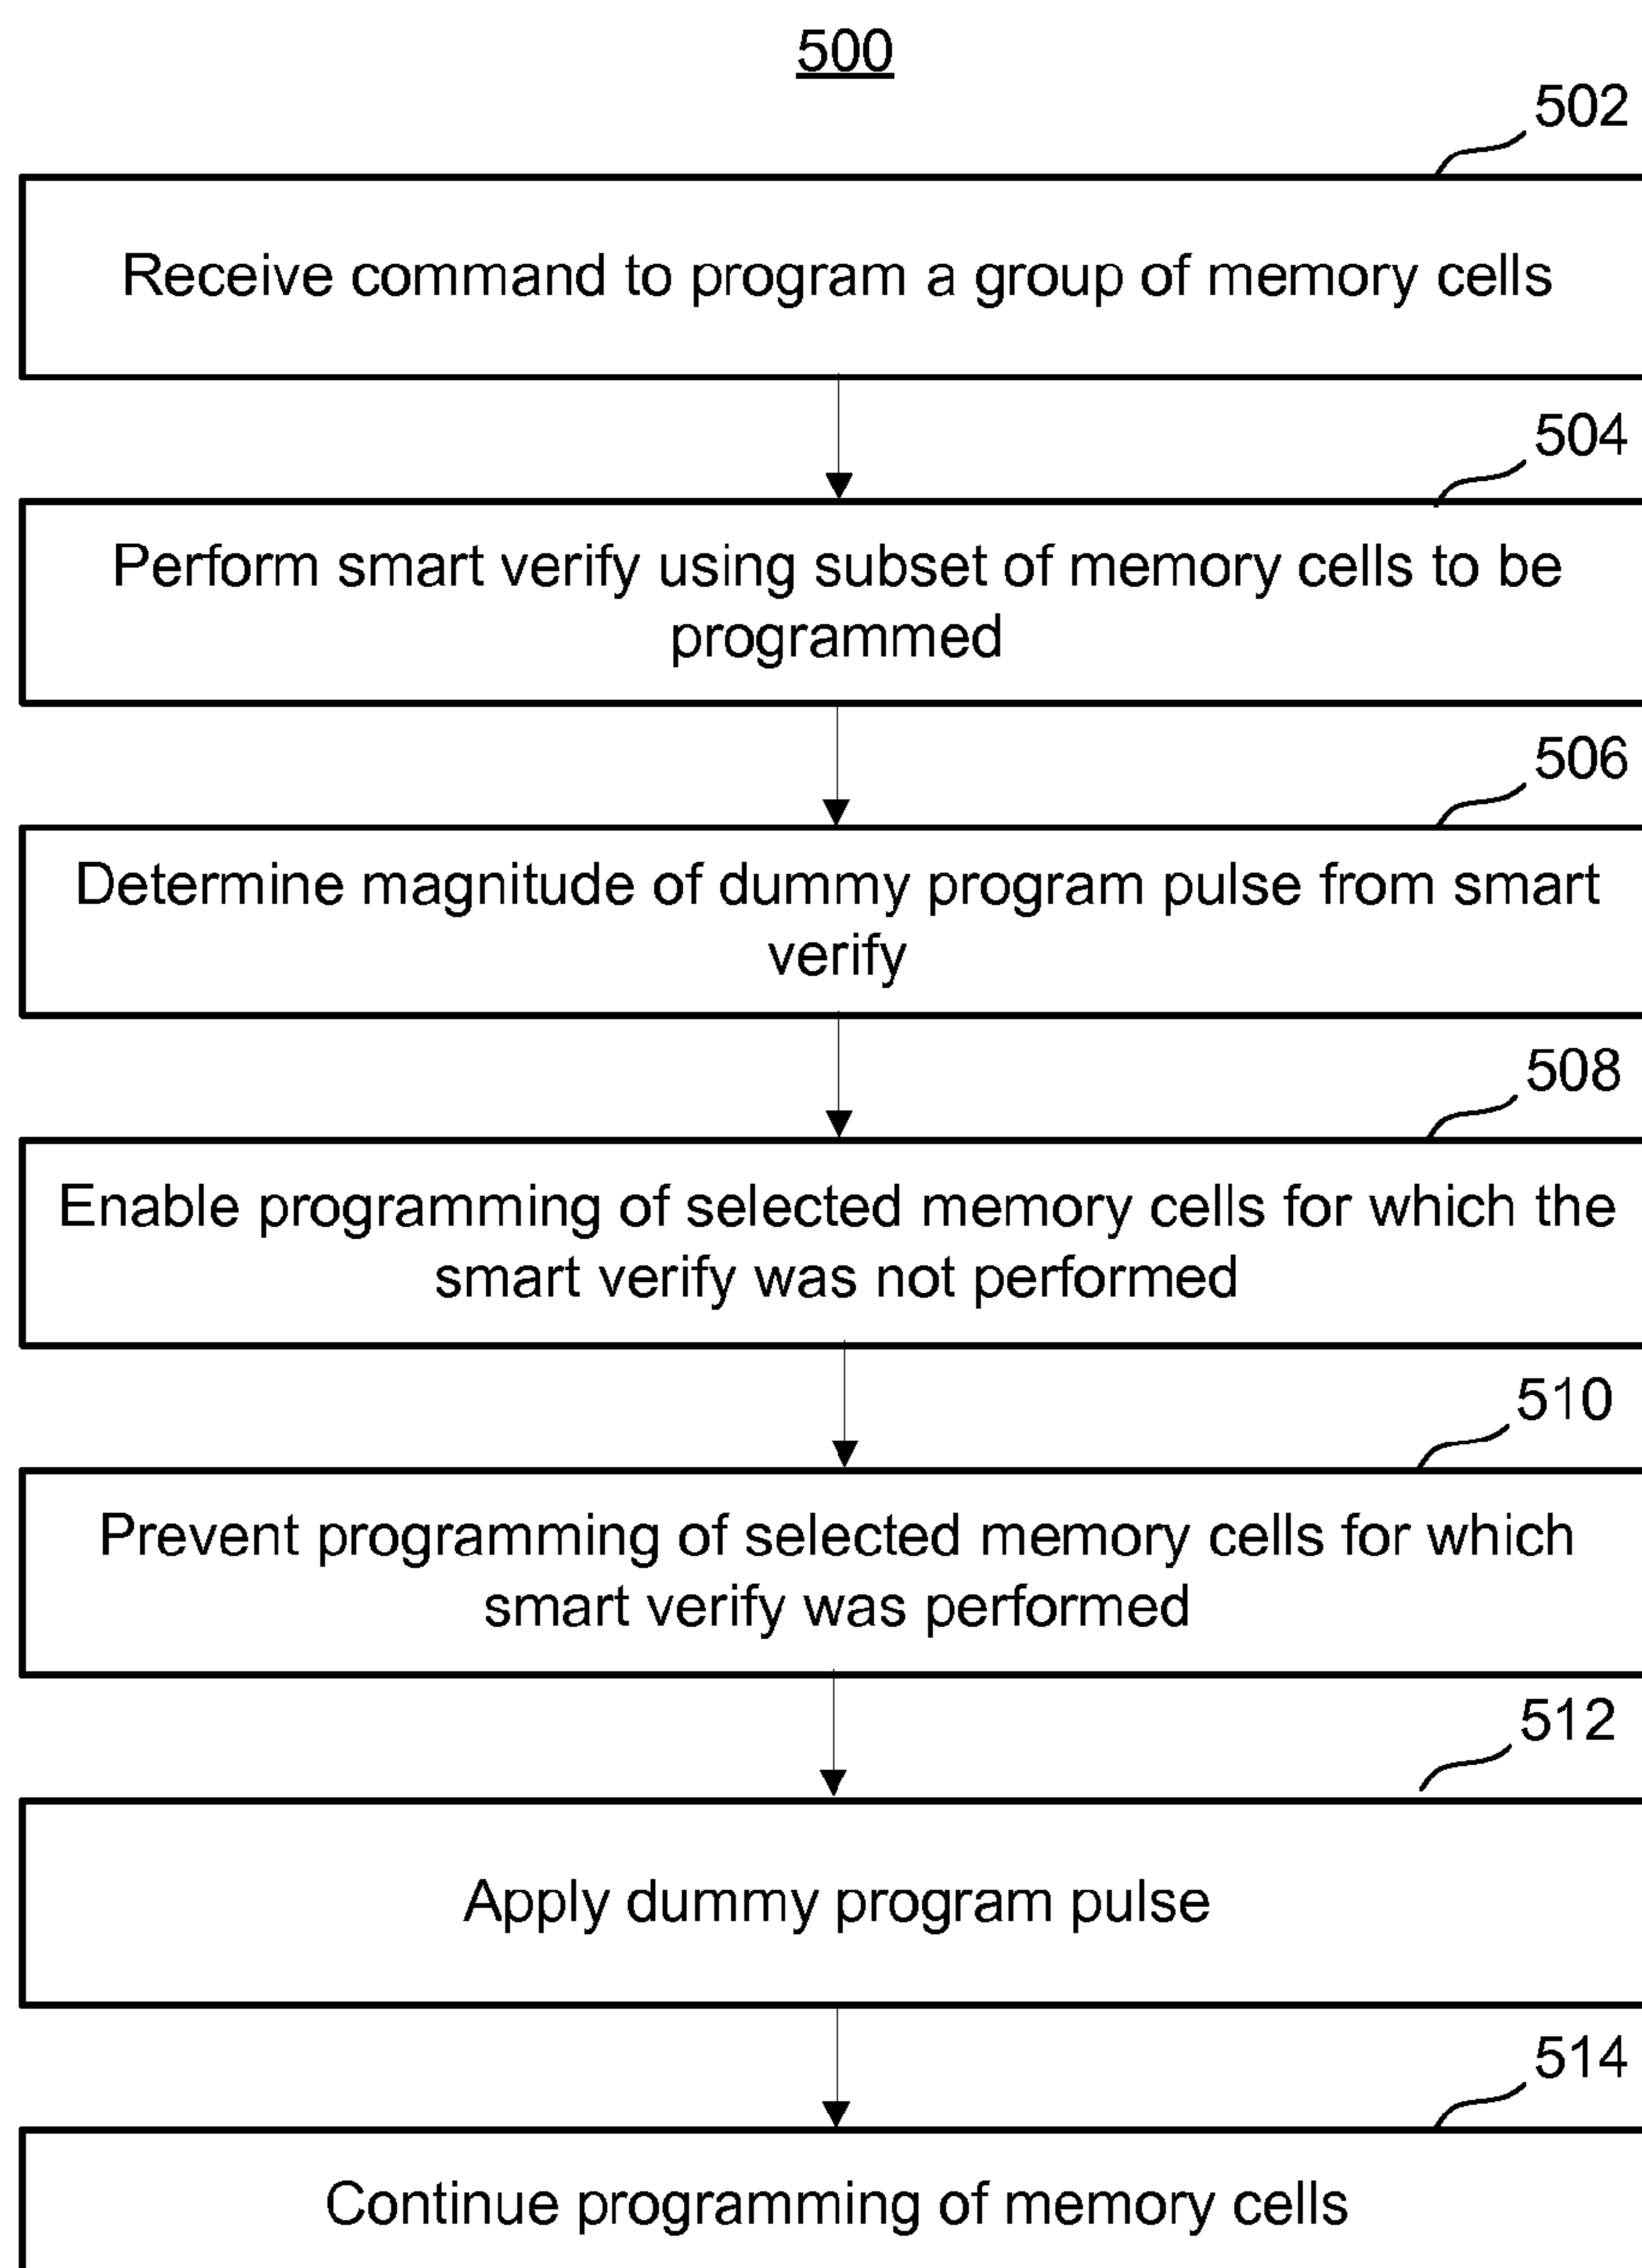 500
502
Receive command to program a group of memory cells
504
Perform smart verify using subset of memory cells to be
programmed
506
Determine magnitude of dummy program pulse from smart
verify
508
Enable programming of selected memory cells for which the
smart verify was not performed
510
Prevent programming of selected memory cells for which
smart verify was performed
512
Apply dummy program pulse
514
Continue programming of memory cells